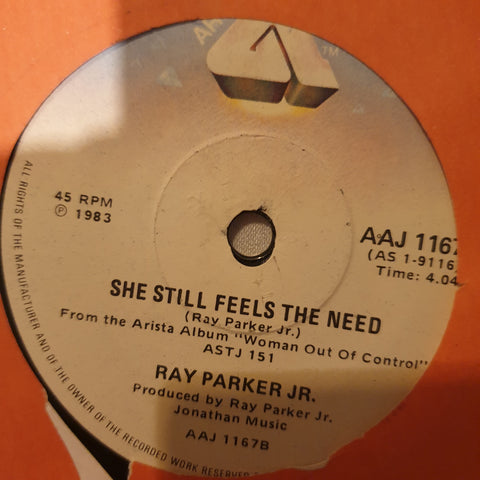 TM
45 RPM
℗ 1983
AAJ 1167
(AS 1-9116
Time: 4.04
SHE STILL FEELS THE NEED
(Ray Parker Jr.)
From the Arista Album "Woman Out Of Control"
ASTJ 151
RAY PARKER JR.
Produced by Ray Parker Jr.
Jonathan Music
AAJ 1167B
ALL RIGHTS OF THE MANUFACTURER AND OF THE OWNER OF THE RECORDED WORK RESERVED